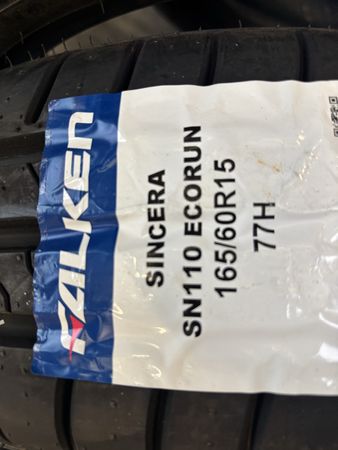 FALKEN
SINCERA
SN110 ECORUN
165/60R15
77H